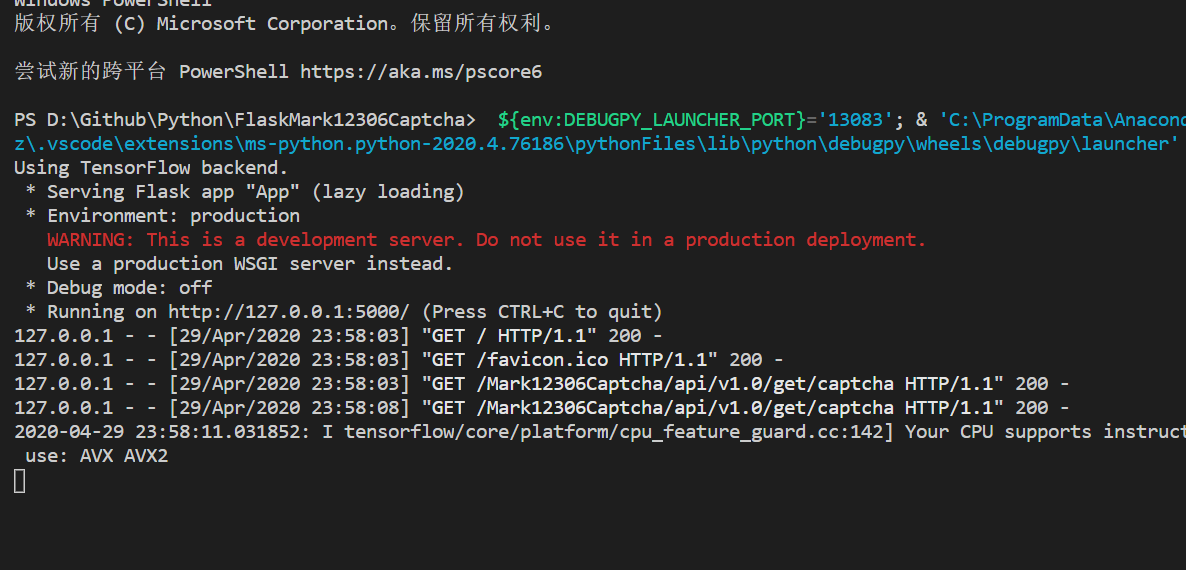 Windows PowerShell
版权所有 (C) Microsoft Corporation。保留所有权利。
尝试新的跨平台 PowerShell https://aka.ms/pscore6
PS D:\Github\Python\FlaskMark12306Captcha>  ${env:DEBUGPY_LAUNCHER_PORT}='13083'; & 'C:\ProgramData\Anacond
z\.vscode\extensions\ms-python.python-2020.4.76186\pythonFiles\lib\python\debugpy\wheels\debugpy\launcher'
Using TensorFlow backend.
 * Serving Flask app "App" (lazy loading)
 * Environment: production
   WARNING: This is a development server. Do not use it in a production deployment.
   Use a production WSGI server instead.
 * Debug mode: off
 * Running on http://127.0.0.1:5000/ (Press CTRL+C to quit)
127.0.0.1 - - [29/Apr/2020 23:58:03] "GET / HTTP/1.1" 200 -
127.0.0.1 - - [29/Apr/2020 23:58:03] "GET /favicon.ico HTTP/1.1" 200 -
127.0.0.1 - - [29/Apr/2020 23:58:03] "GET /Mark12306Captcha/api/v1.0/get/captcha HTTP/1.1" 200 -
127.0.0.1 - - [29/Apr/2020 23:58:08] "GET /Mark12306Captcha/api/v1.0/get/captcha HTTP/1.1" 200 -
2020-04-29 23:58:11.031852: I tensorflow/core/platform/cpu_feature_guard.cc:142] Your CPU supports instruct
 use: AVX AVX2